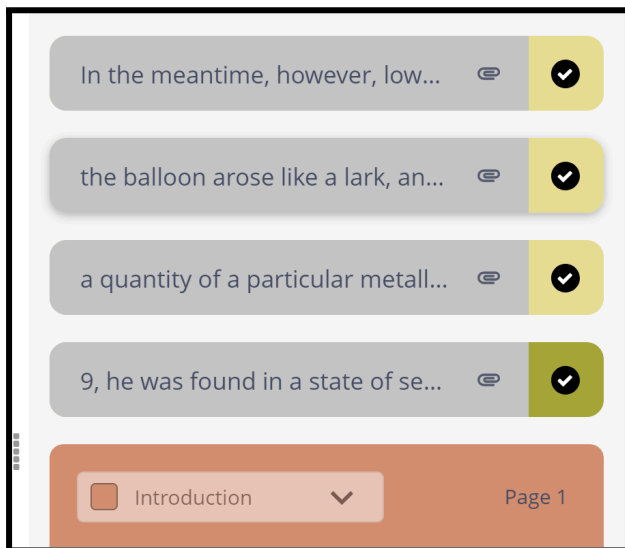 In the meantime, however, low...
the balloon arose like a lark, an...
a quantity of a particular metall...
9, he was found in a state of se...
Introduction
Page 1